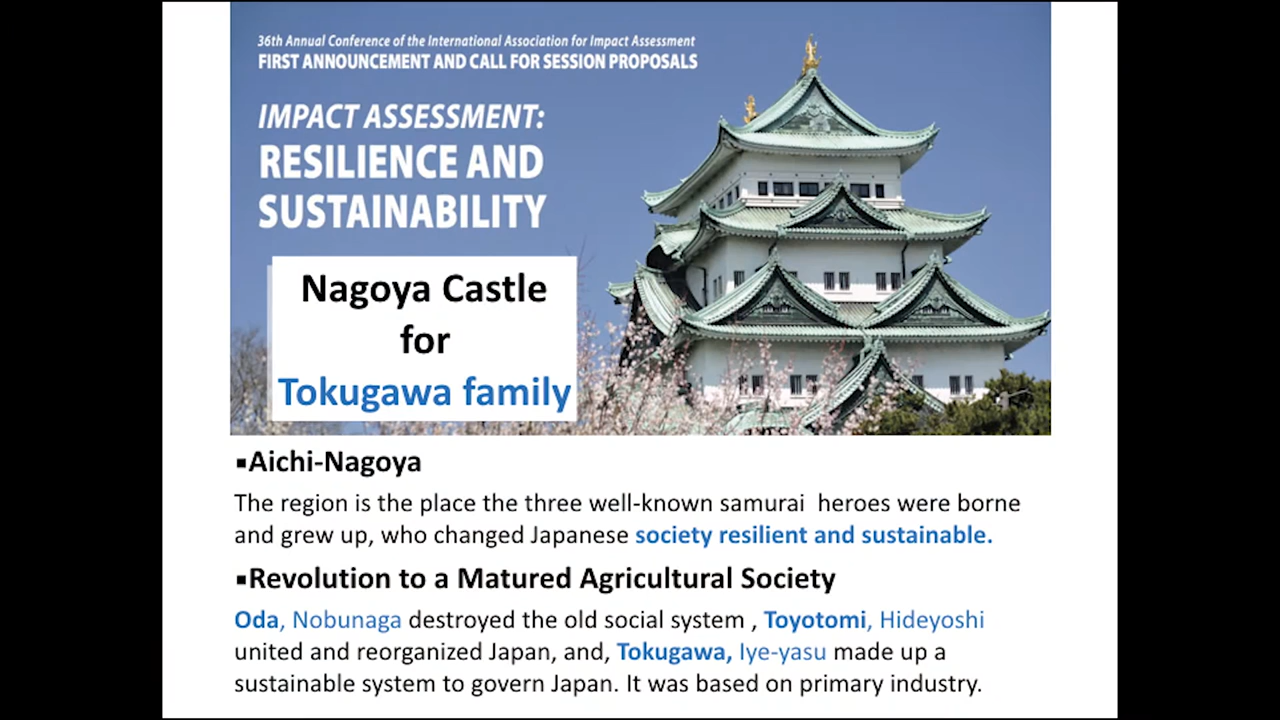 36th Annual Conference of the International Association for Impact Assessment
FIRST ANNOUNCEMENT AND CALL FOR SESSION PROPOSALS
IMPACT ASSESSMENT:
RESILIENCE AND
SUSTAINABILITY
Nagoya Castle
for
Tokugawa family
▪Aichi-Nagoya
The region is the place the three well-known samurai heroes were borne
and grew up, who changed Japanese society resilient and sustainable.
▪Revolution to a Matured Agricultural Society
Oda, Nobunaga destroyed the old social system , Toyotomi, Hideyoshi
united and reorganized Japan, and, Tokugawa, Iye-yasu made up a
sustainable system to govern Japan. It was based on primary industry.